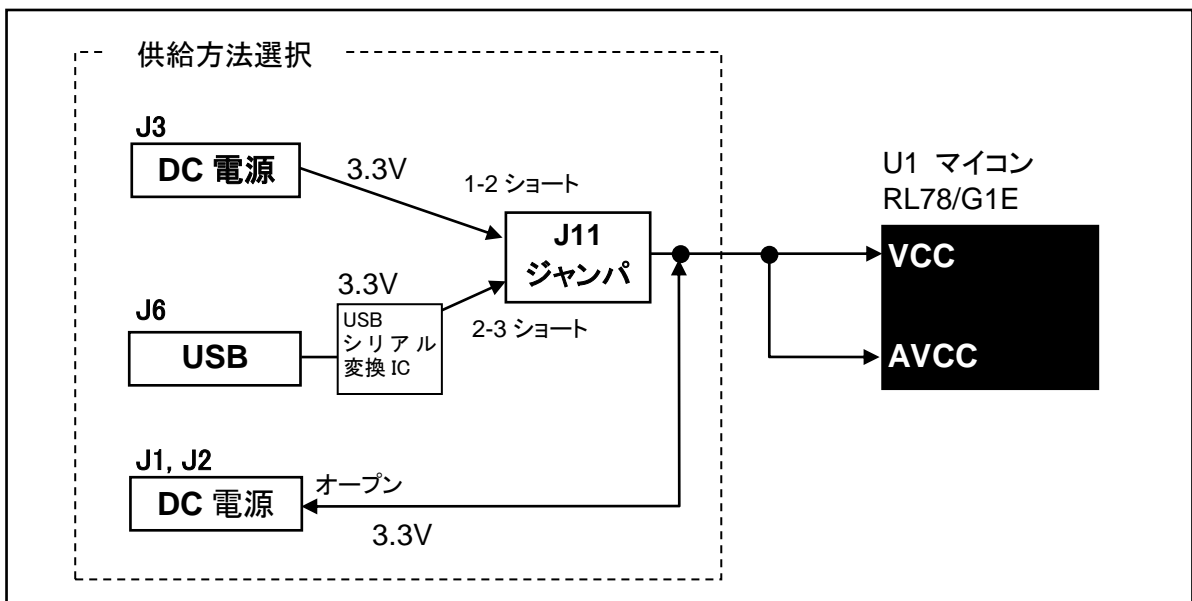 供給方法選択
J3
DC 電源
3.3V
1-2 ショート
J11
ジャンパ
U1 マイコン
RL78/G1E
VCC
AVCC
3.3V
2-3 ショート
J6
USB
USB
シリアル
変換 IC
J1, J2
DC 電源
オープン
3.3V